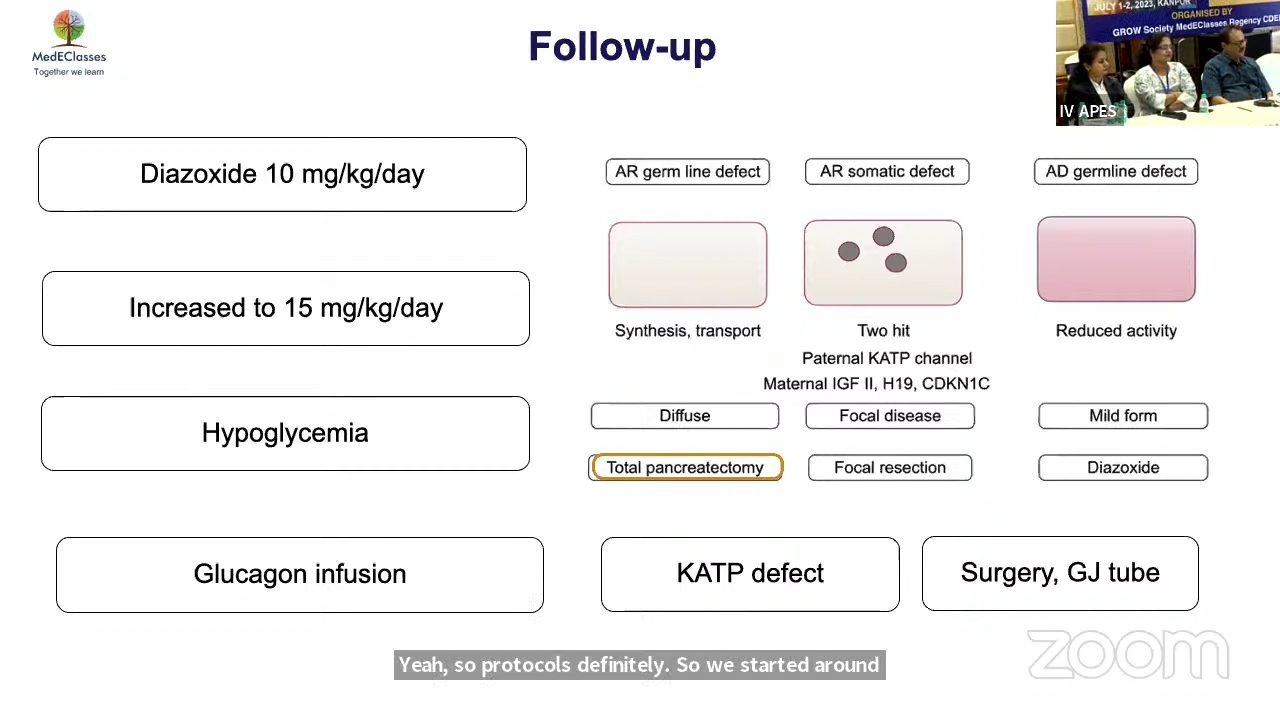 MedEClasses
Together we learn
Follow-up
JULY 1-2, 2023, KANPUR
ORGANISED BY
GROW Society MedEClasses Regency CDE
IV APES
Diazoxide 10 mg/kg/day
Increased to 15 mg/kg/day
Hypoglycemia
Glucagon infusion
AR germ line defect
AR somatic defect
AD germline defect
Synthesis, transport
Two hit
Reduced activity
Paternal KATP channel
Maternal IGF II, H19, CDKN1C
Diffuse
Focal disease
Mild form
Total pancreatectomy
Focal resection
Diazoxide
KATP defect
Surgery, GJ tube
zoom
Yeah, so protocols definitely. So we started around